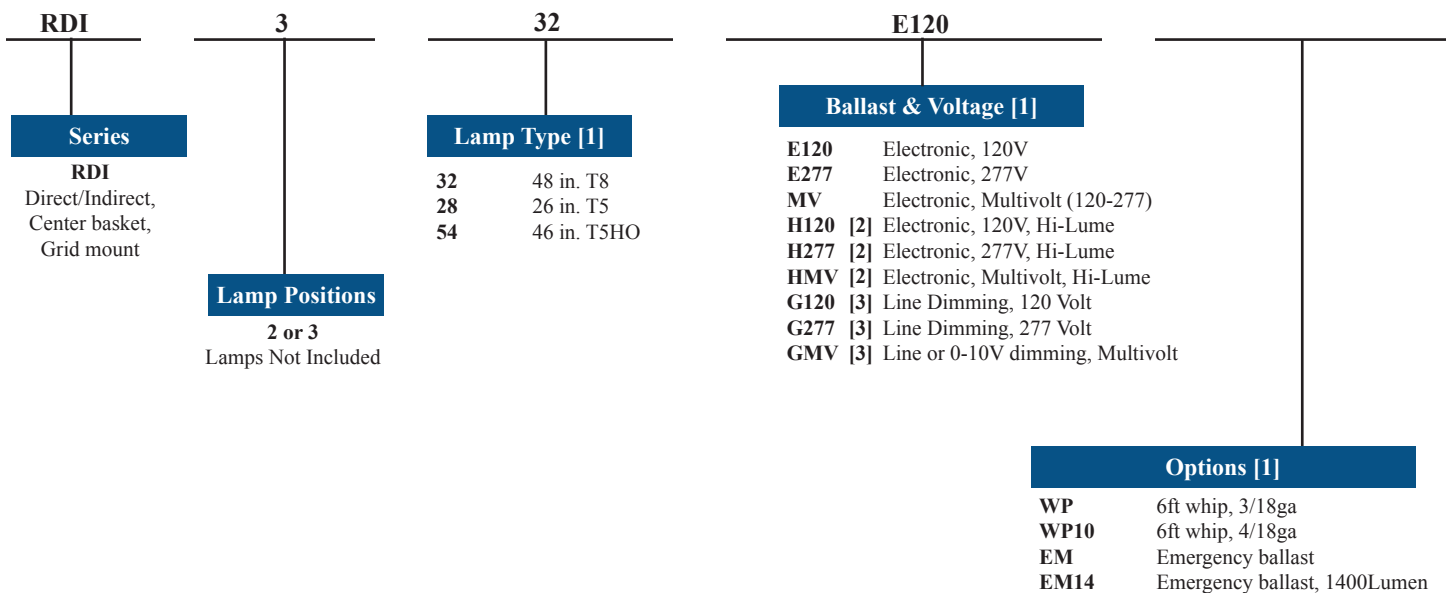 RDI 3 32 E120
Series
RDI
Direct/Indirect,
Center basket,
Grid mount
Lamp Positions
2 or 3
Lamps Not Included
Lamp Type [1]
32 48 in. T8
28 26 in. T5
54 46 in. T5HO
Ballast & Voltage [1]
E120 Electronic, 120V
E277 Electronic, 277V
MV Electronic, Multivolt (120-277)
H120 [2] Electronic, 120V, Hi-Lume
H277 [2] Electronic, 277V, Hi-Lume
HMV [2] Electronic, Multivolt, Hi-Lume
G120 [3] Line Dimming, 120 Volt
G277 [3] Line Dimming, 277 Volt
GMV [3] Line or 0-10V dimming, Multivolt
Options [1]
WP 6ft whip, 3/18ga
WP10 6ft whip, 4/18ga
EM Emergency ballast
EM14 Emergency ballast, 1400Lumen